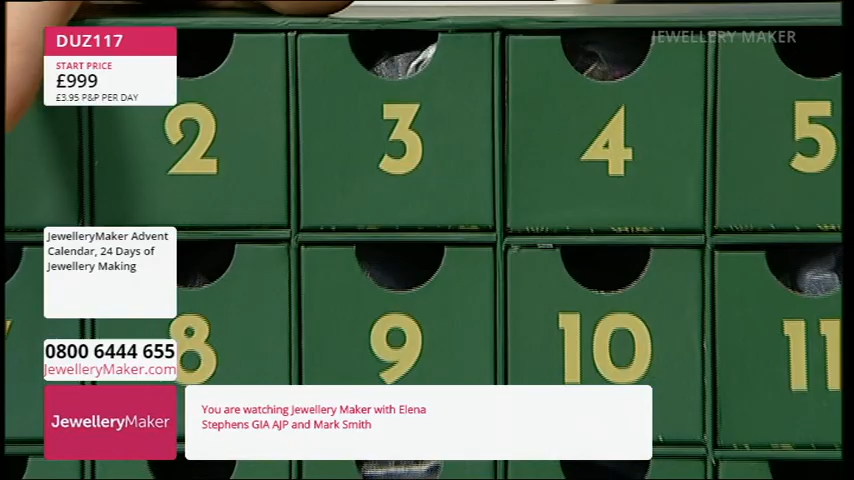 DUZ117
START PRICE
£999
£3.95 P&P PER DAY
JEWELLERY MAKER
2
3
4
5
JewelleryMaker Advent
Calendar, 24 Days of
Jewellery Making
8
9
10
11
0800 6444 655
JewelleryMaker.com
JewelleryMaker
You are watching Jewellery Maker with Elena
Stephens GIA AJP and Mark Smith